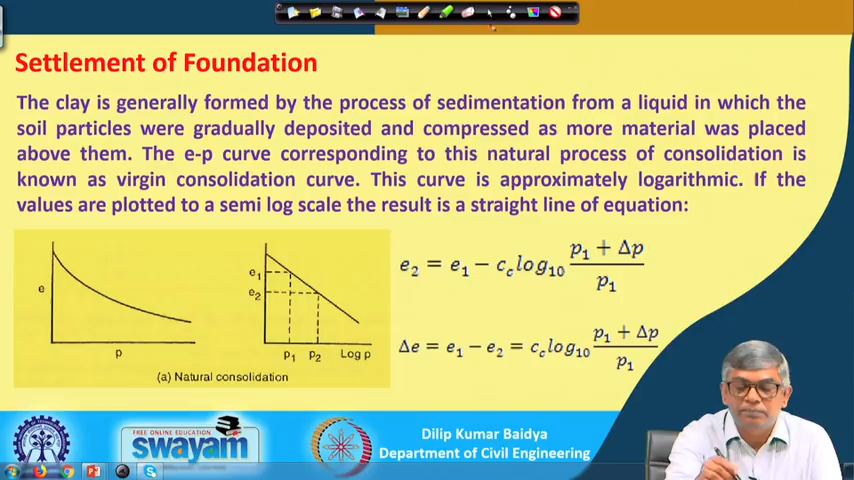 Settlement of Foundation
The clay is generally formed by the process of sedimentation from a liquid in which the
soil particles were gradually deposited and compressed as more material was placed
above them. The e-p curve corresponding to this natural process of consolidation is
known as virgin consolidation curve. This curve is approximately logarithmic. If the
values are plotted to a semi log scale the result is a straight line of equation:
e
p
e₁
e₂
p₁ p₂ Log p
(a) Natural consolidation
e₂ = e₁ − c_c log₁₀ (p₁ + Δp)/p₁
Δe = e₁ − e₂ = c_c log₁₀ (p₁ + Δp)/p₁
FREE ONLINE EDUCATION
swayam
Dilip Kumar Baidya
Department of Civil Engineering